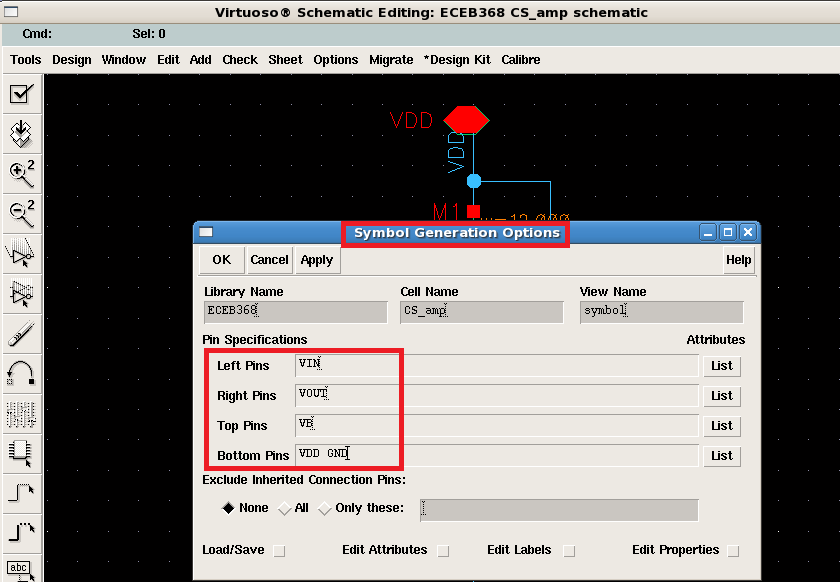 Virtuoso® Schematic Editing: ECEB368 CS_amp schematic
Cmd: Sel: 0
Tools Design Window Edit Add Check Sheet Options Migrate *Design Kit Calibre
2
2
abc
VDD
VDD
M1
Symbol Generation Options
OK Cancel Apply Help
Library Name Cell Name View Name
ECEB368 CS_amp symbol
Pin Specifications Attributes
Left Pins VIN List
Right Pins VOUT List
Top Pins VB List
Bottom Pins VDD GND List
Exclude Inherited Connection Pins:
None All Only these:
Load/Save Edit Attributes Edit Labels Edit Properties